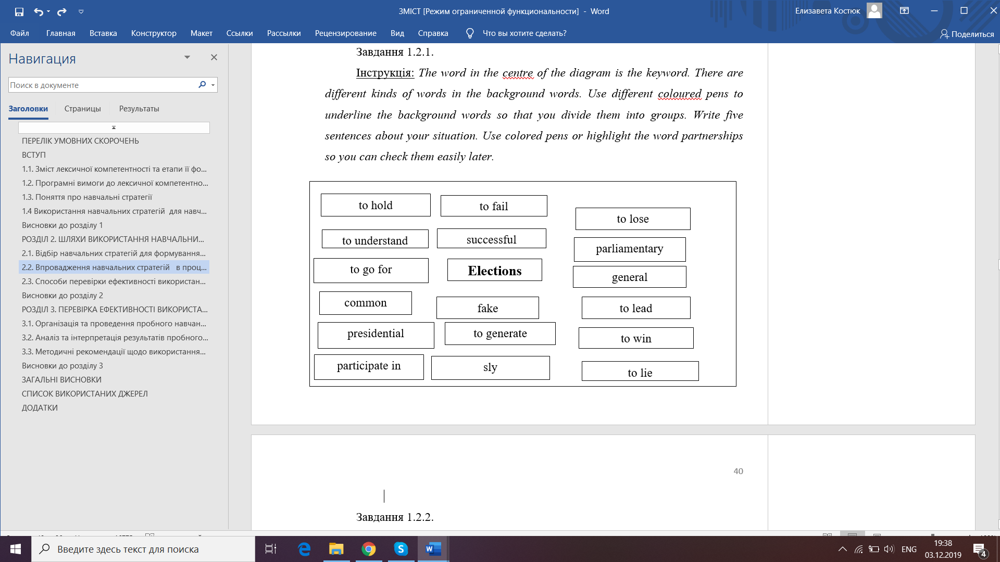 ЗМІСТ [Режим ограниченной функциональности] - Word
Елизавета Костюк
Файл Главная Вставка Конструктор Макет Ссылки Рассылки Рецензирование Вид Справка Что вы хотите сделать? Поделиться
Навигация
Поиск в документе
Заголовки Страницы Результаты
ПЕРЕЛІК УМОВНИХ СКОРОЧЕНЬ
ВСТУП
1.1. Зміст лексичної компетентності та етапи її фо...
1.2. Програмні вимоги до лексичної компетентно...
1.3. Поняття про навчальні стратегії
1.4 Використання навчальних стратегій для навч...
Висновки до розділу 1
РОЗДІЛ 2. ШЛЯХИ ВИКОРИСТАННЯ НАВЧАЛЬНИ...
2.1. Відбір навчальних стратегій для формування...
2.2. Впровадження навчальних стратегій в проц...
2.3. Способи перевірки ефективності використан...
Висновки до розділу 2
РОЗДІЛ 3. ПЕРЕВІРКА ЕФЕКТИВНОСТІ ВИКОРИСТА...
3.1. Організація та проведення пробного навчан...
3.2. Аналіз та інтерпретація результатів пробного...
3.3. Методичні рекомендації щодо використання...
Висновки до розділу 3
ЗАГАЛЬНІ ВИСНОВКИ
СПИСОК ВИКОРИСТАНИХ ДЖЕРЕЛ
ДОДАТКИ
Завдання 1.2.1.
Інструкція: The word in the centre of the diagram is the keyword. There are
different kinds of words in the background words. Use different coloured pens to
underline the background words so that you divide them into groups. Write five
sentences about your situation. Use colored pens or highlight the word partnerships
so you can check them easily later.
to hold
to fail
to lose
to understand
successful
parliamentary
to go for
Elections
general
common
fake
to lead
presidential
to generate
to win
participate in
sly
to lie
40
Завдання 1.2.2.
Введите здесь текст для поиска
ENG
19:38
03.12.2019
4